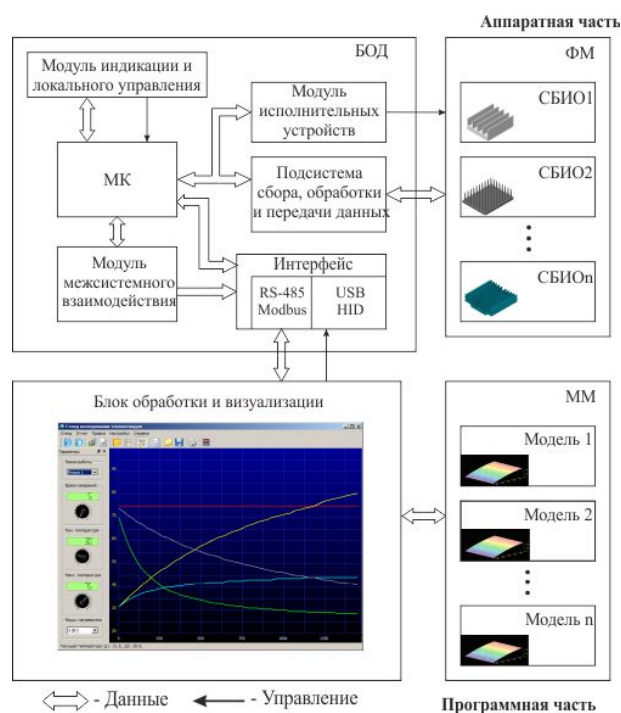 Аппаратная часть
БОД
ФМ
Модуль индикации и
локального управления
Модуль
исполнительных
устройств
СБИО1
МК
Подсистема
сбора, обработки
и передачи данных
СБИО2
Модуль
межсистемного
взаимодействия
Интерфейс
RS-485
Modbus
USB
HID
СБИОn
Блок обработки и визуализации
ММ
Модель 1
Модель 2
Модель n
- Данные
- Управление
Программная часть